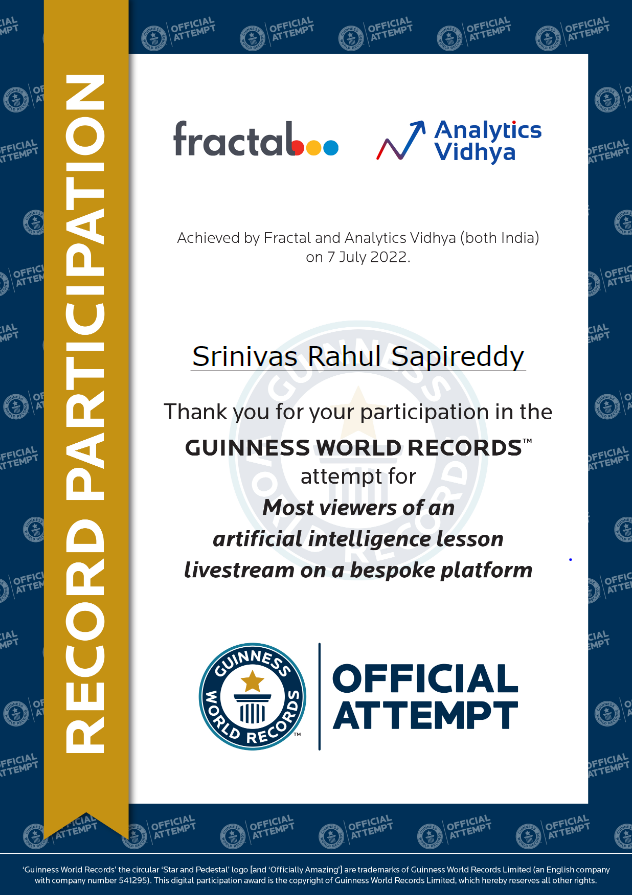 RECORD PARTICIPATION
fractal
Analytics
Vidhya
Achieved by Fractal and Analytics Vidhya (both India)
on 7 July 2022.
Srinivas Rahul Sapireddy
Thank you for your participation in the
GUINNESS WORLD RECORDS™
attempt for
Most viewers of an
artificial intelligence lesson
livestream on a bespoke platform
GUINNESS
WORLD RECORDS
™
OFFICIAL
ATTEMPT
'Guinness World Records' the circular 'Star and Pedestal' logo [and 'Officially Amazing'] are trademarks of Guinness World Records Limited (an English company
with company number 541295). This digital participation award is the copyright of Guinness World Records Limited, which hereby reserves all other rights.